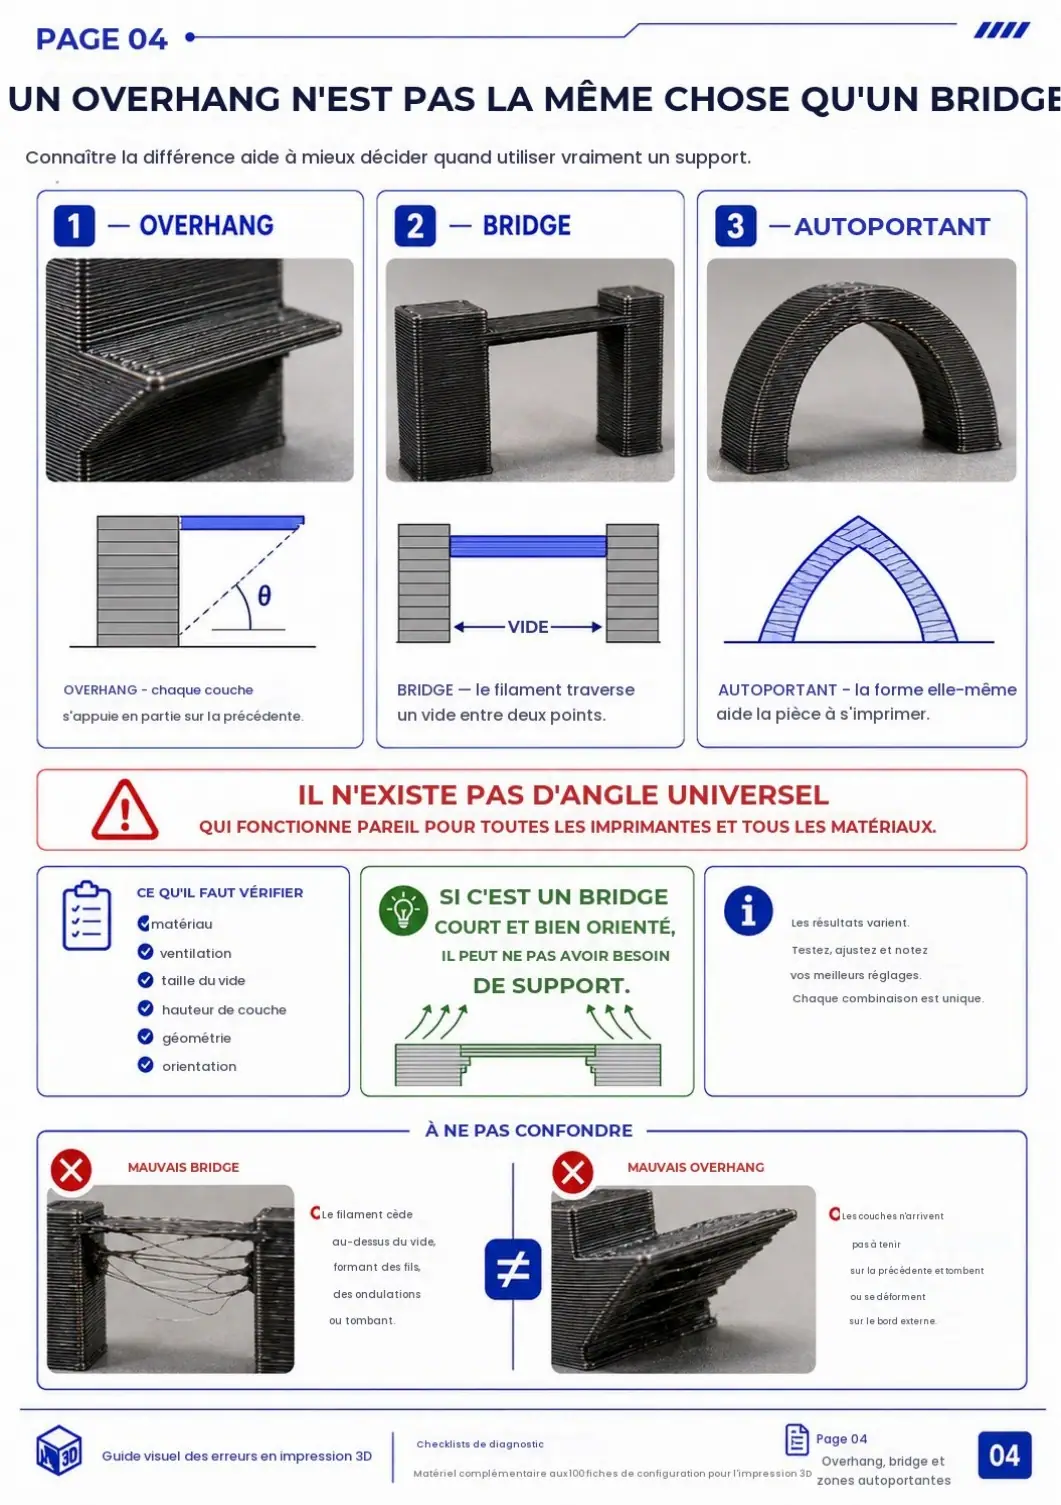 PAGE 04
UN OVERHANG N'EST PAS LA MÊME CHOSE QU'UN BRIDGE
Connaître la différence aide à mieux décider quand utiliser vraiment un support.
1 — OVERHANG
θ
OVERHANG - chaque couche
s'appuie en partie sur la précédente.
2 — BRIDGE
VIDE
BRIDGE — le filament traverse
un vide entre deux points.
3 — AUTOPORTANT
AUTOPORTANT - la forme elle-même
aide la pièce à s'imprimer.
IL N'EXISTE PAS D'ANGLE UNIVERSEL
QUI FONCTIONNE PAREIL POUR TOUTES LES IMPRIMANTES ET TOUS LES MATÉRIAUX.
CE QU'IL FAUT VÉRIFIER
matériau
ventilation
taille du vide
hauteur de couche
géométrie
orientation
SI C'EST UN BRIDGE
COURT ET BIEN ORIENTÉ,
IL PEUT NE PAS AVOIR BESOIN
DE SUPPORT.
i
Les résultats varient.
Testez, ajustez et notez
vos meilleurs réglages.
Chaque combinaison est unique.
À NE PAS CONFONDRE
MAUVAIS BRIDGE
Le filament cède
au-dessus du vide,
formant des fils,
des ondulations
ou tombant.
≠
MAUVAIS OVERHANG
Les couches n'arrivent
pas à tenir
sur la précédente et tombent
ou se déforment
sur le bord externe.
3D
Guide visuel des erreurs en impression 3D
Checklists de diagnostic
Matériel complémentaire aux 100 fiches de configuration pour l'impression 3D
Page 04
Overhang, bridge et
zones autoportantes
04